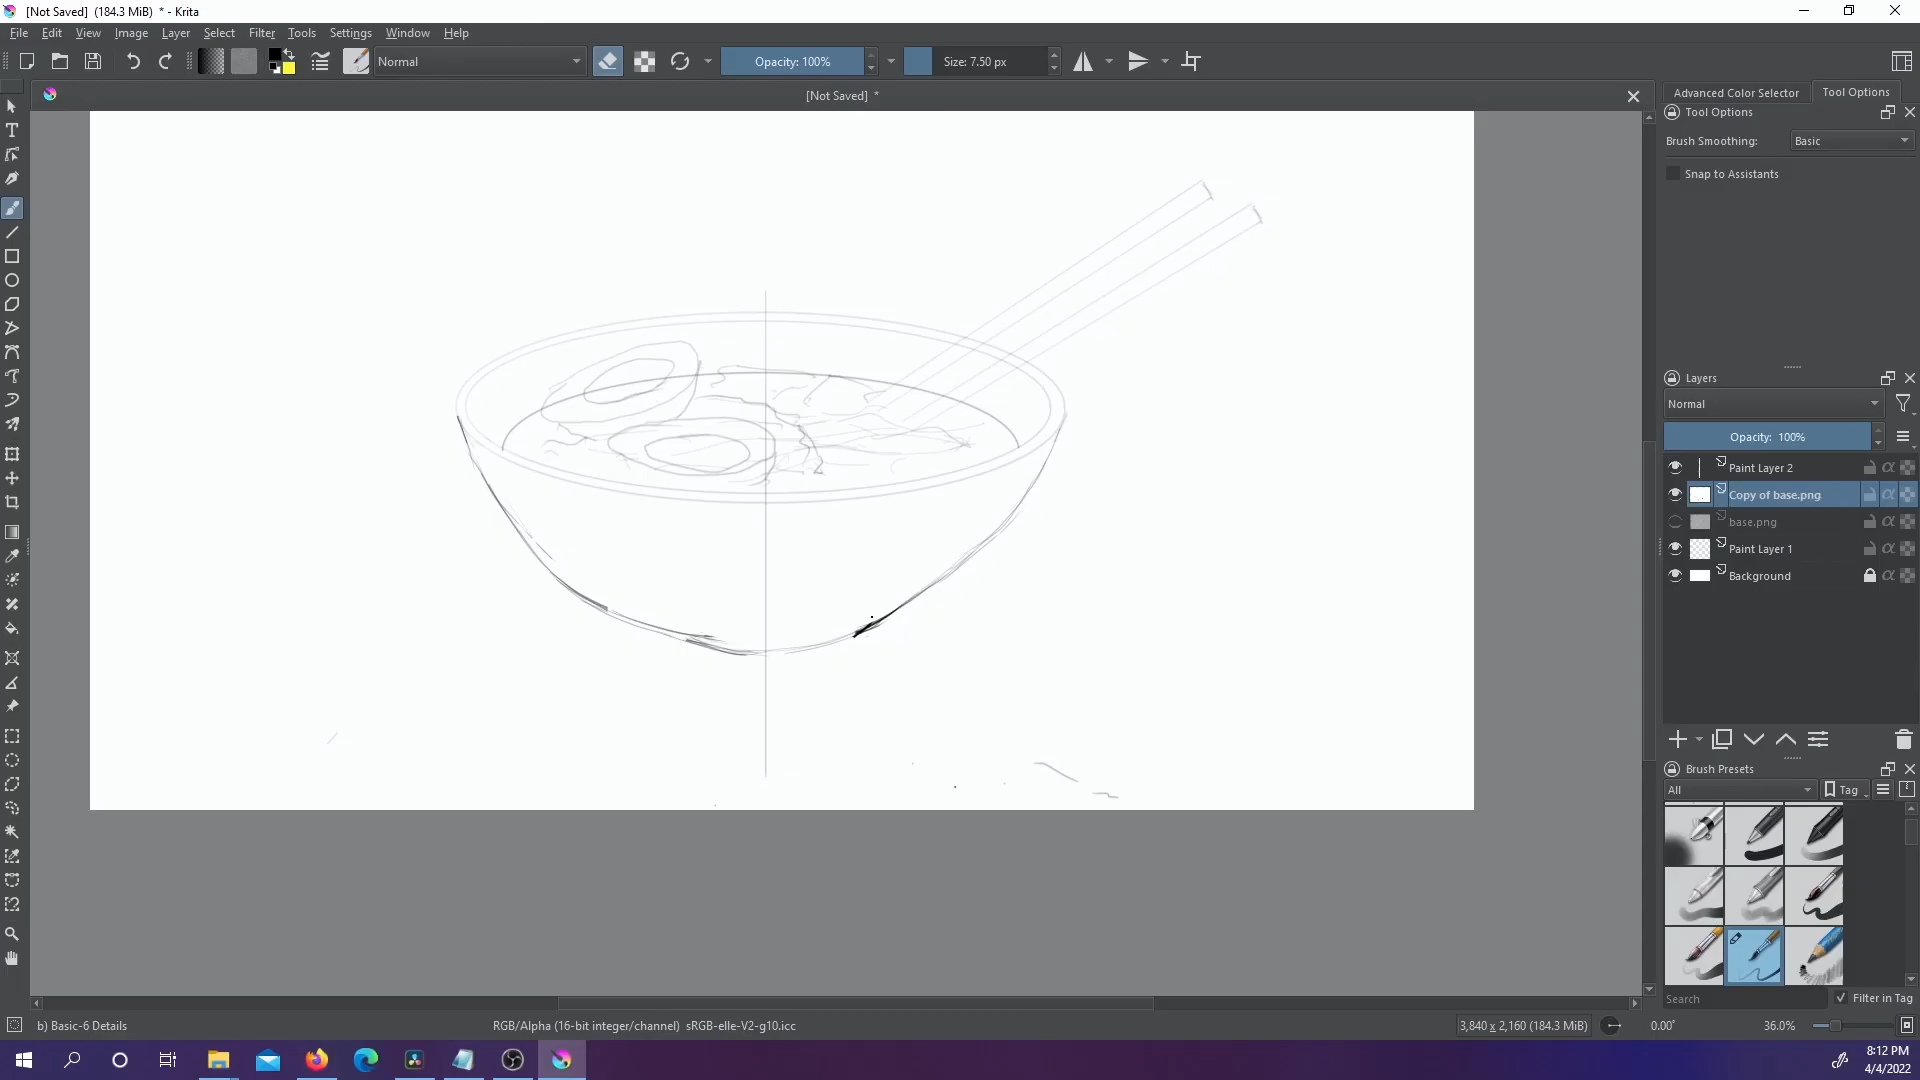 [Not Saved]  (184.3 MiB)  * - Krita
File Edit View Image Layer Select Filter Tools Settings Window Help
Normal
Opacity: 100%
Size: 7.50 px
[Not Saved]  *
Advanced Color Selector
Tool Options
Tool Options
Brush Smoothing:
Basic
Snap to Assistants
Layers
Normal
Opacity:  100%
Paint Layer 2
Copy of base.png
base.png
Paint Layer 1
Background
Brush Presets
All
Tag
Search
Filter in Tag
b) Basic-6 Details
RGB/Alpha (16-bit integer/channel)  sRGB-elle-V2-g10.icc
3,840 x 2,160 (184.3 MiB)
0.00°
36.0%
8:12 PM
4/4/2022